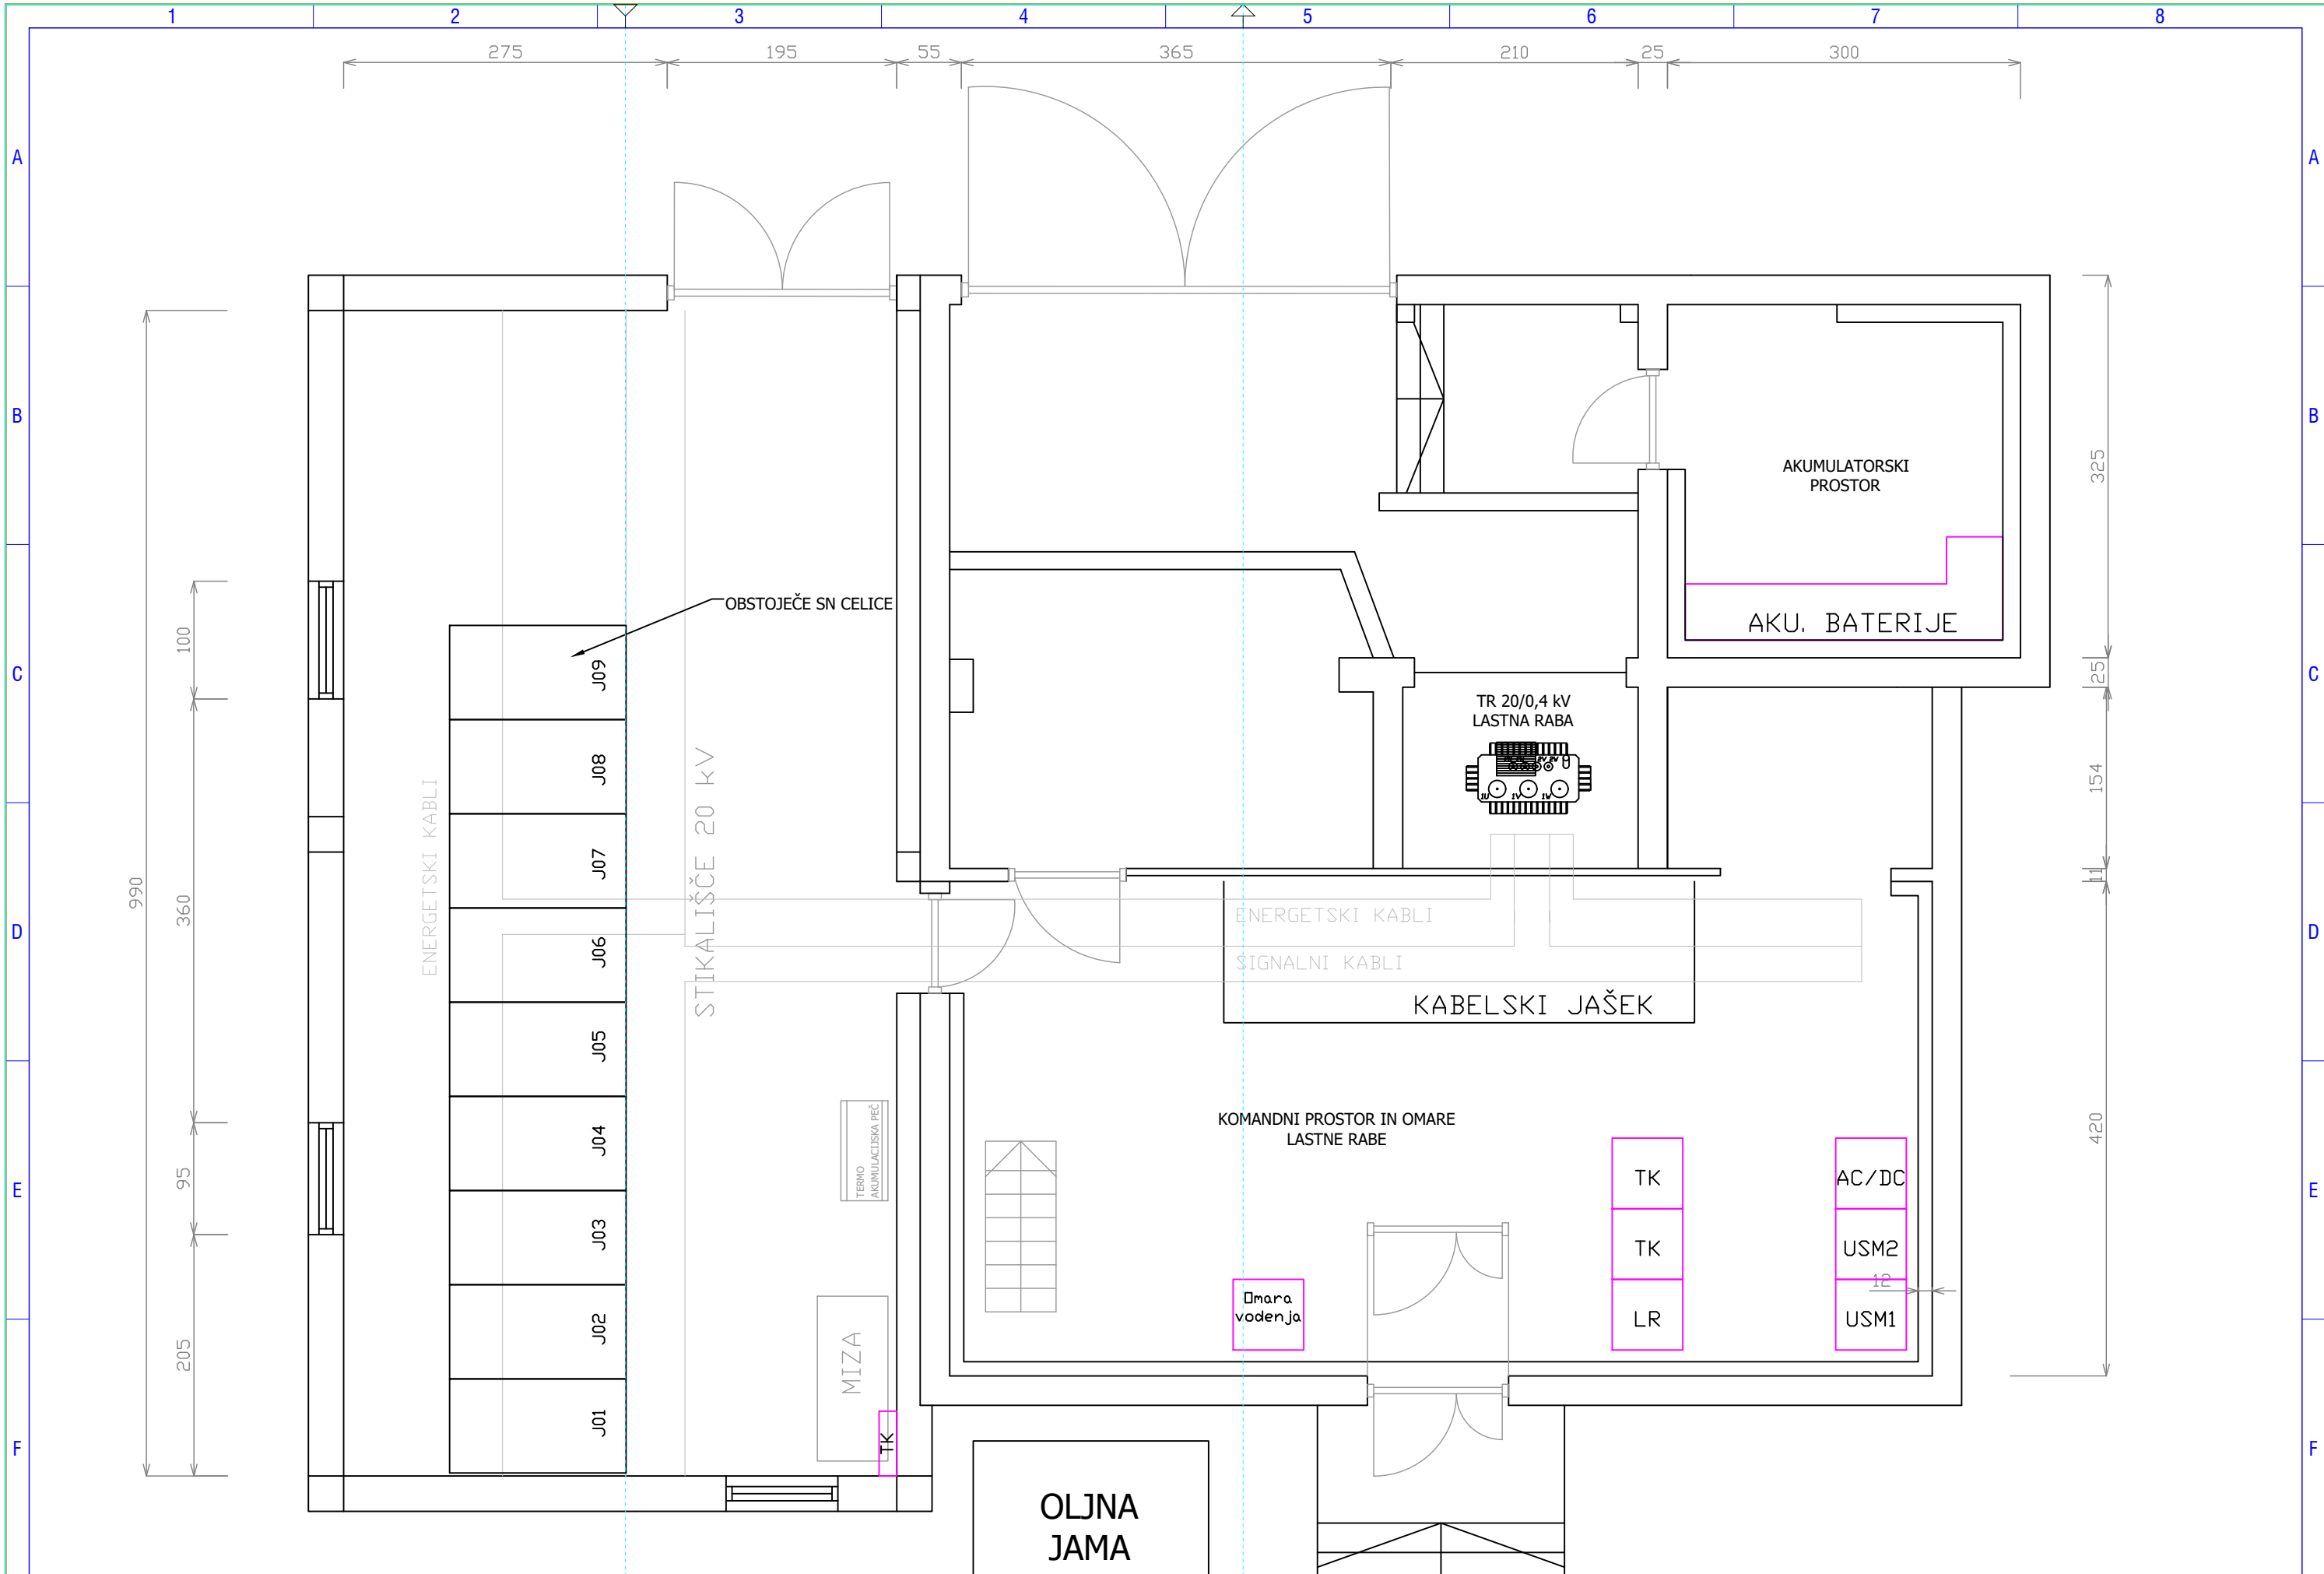 1 2 3 4 5 6 7 8
275 195 55 365 210 25 300
A A
B B
AKUMULATORSKI
PROSTOR
325
AKU. BATERIJE
OBSTOJEČE SN CELICE
100
C C
25
J09
TR 20/0,4 kV
LASTNA RABA
1U 1V 1W
J08
154
ENERGETSKI KABLI
STIKALIŠČE 20 kV
J07
990
360
11
D D
ENERGETSKI KABLI
J06
SIGNALNI KABLI
KABELSKI JAŠEK
J05
KOMANDNI PROSTOR IN OMARE
LASTNE RABE
420
J04
TERMO
AKUMULACIJSKA PEČ
95
E E
TK AC/DC
J03
TK USM2
12
Omara
vodenja
LR USM1
J02
205
MIZA
J01
TK
F F
OLJNA
JAMA